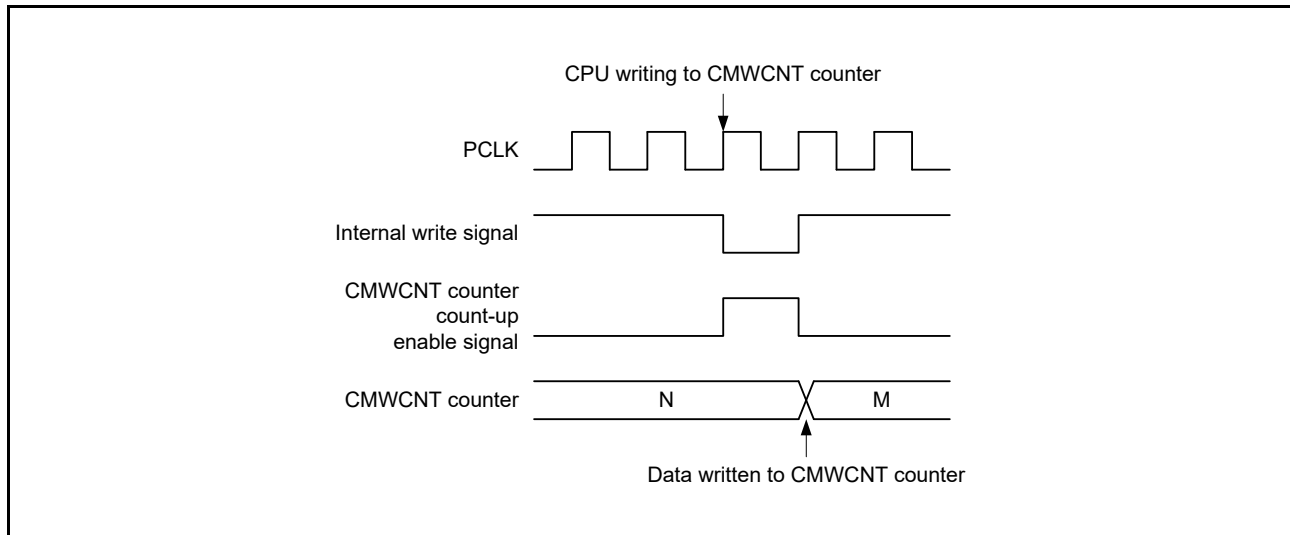 CPU writing to CMWCNT counter
PCLK
Internal write signal
CMWCNT counter
count-up
enable signal
CMWCNT counter
N
M
Data written to CMWCNT counter